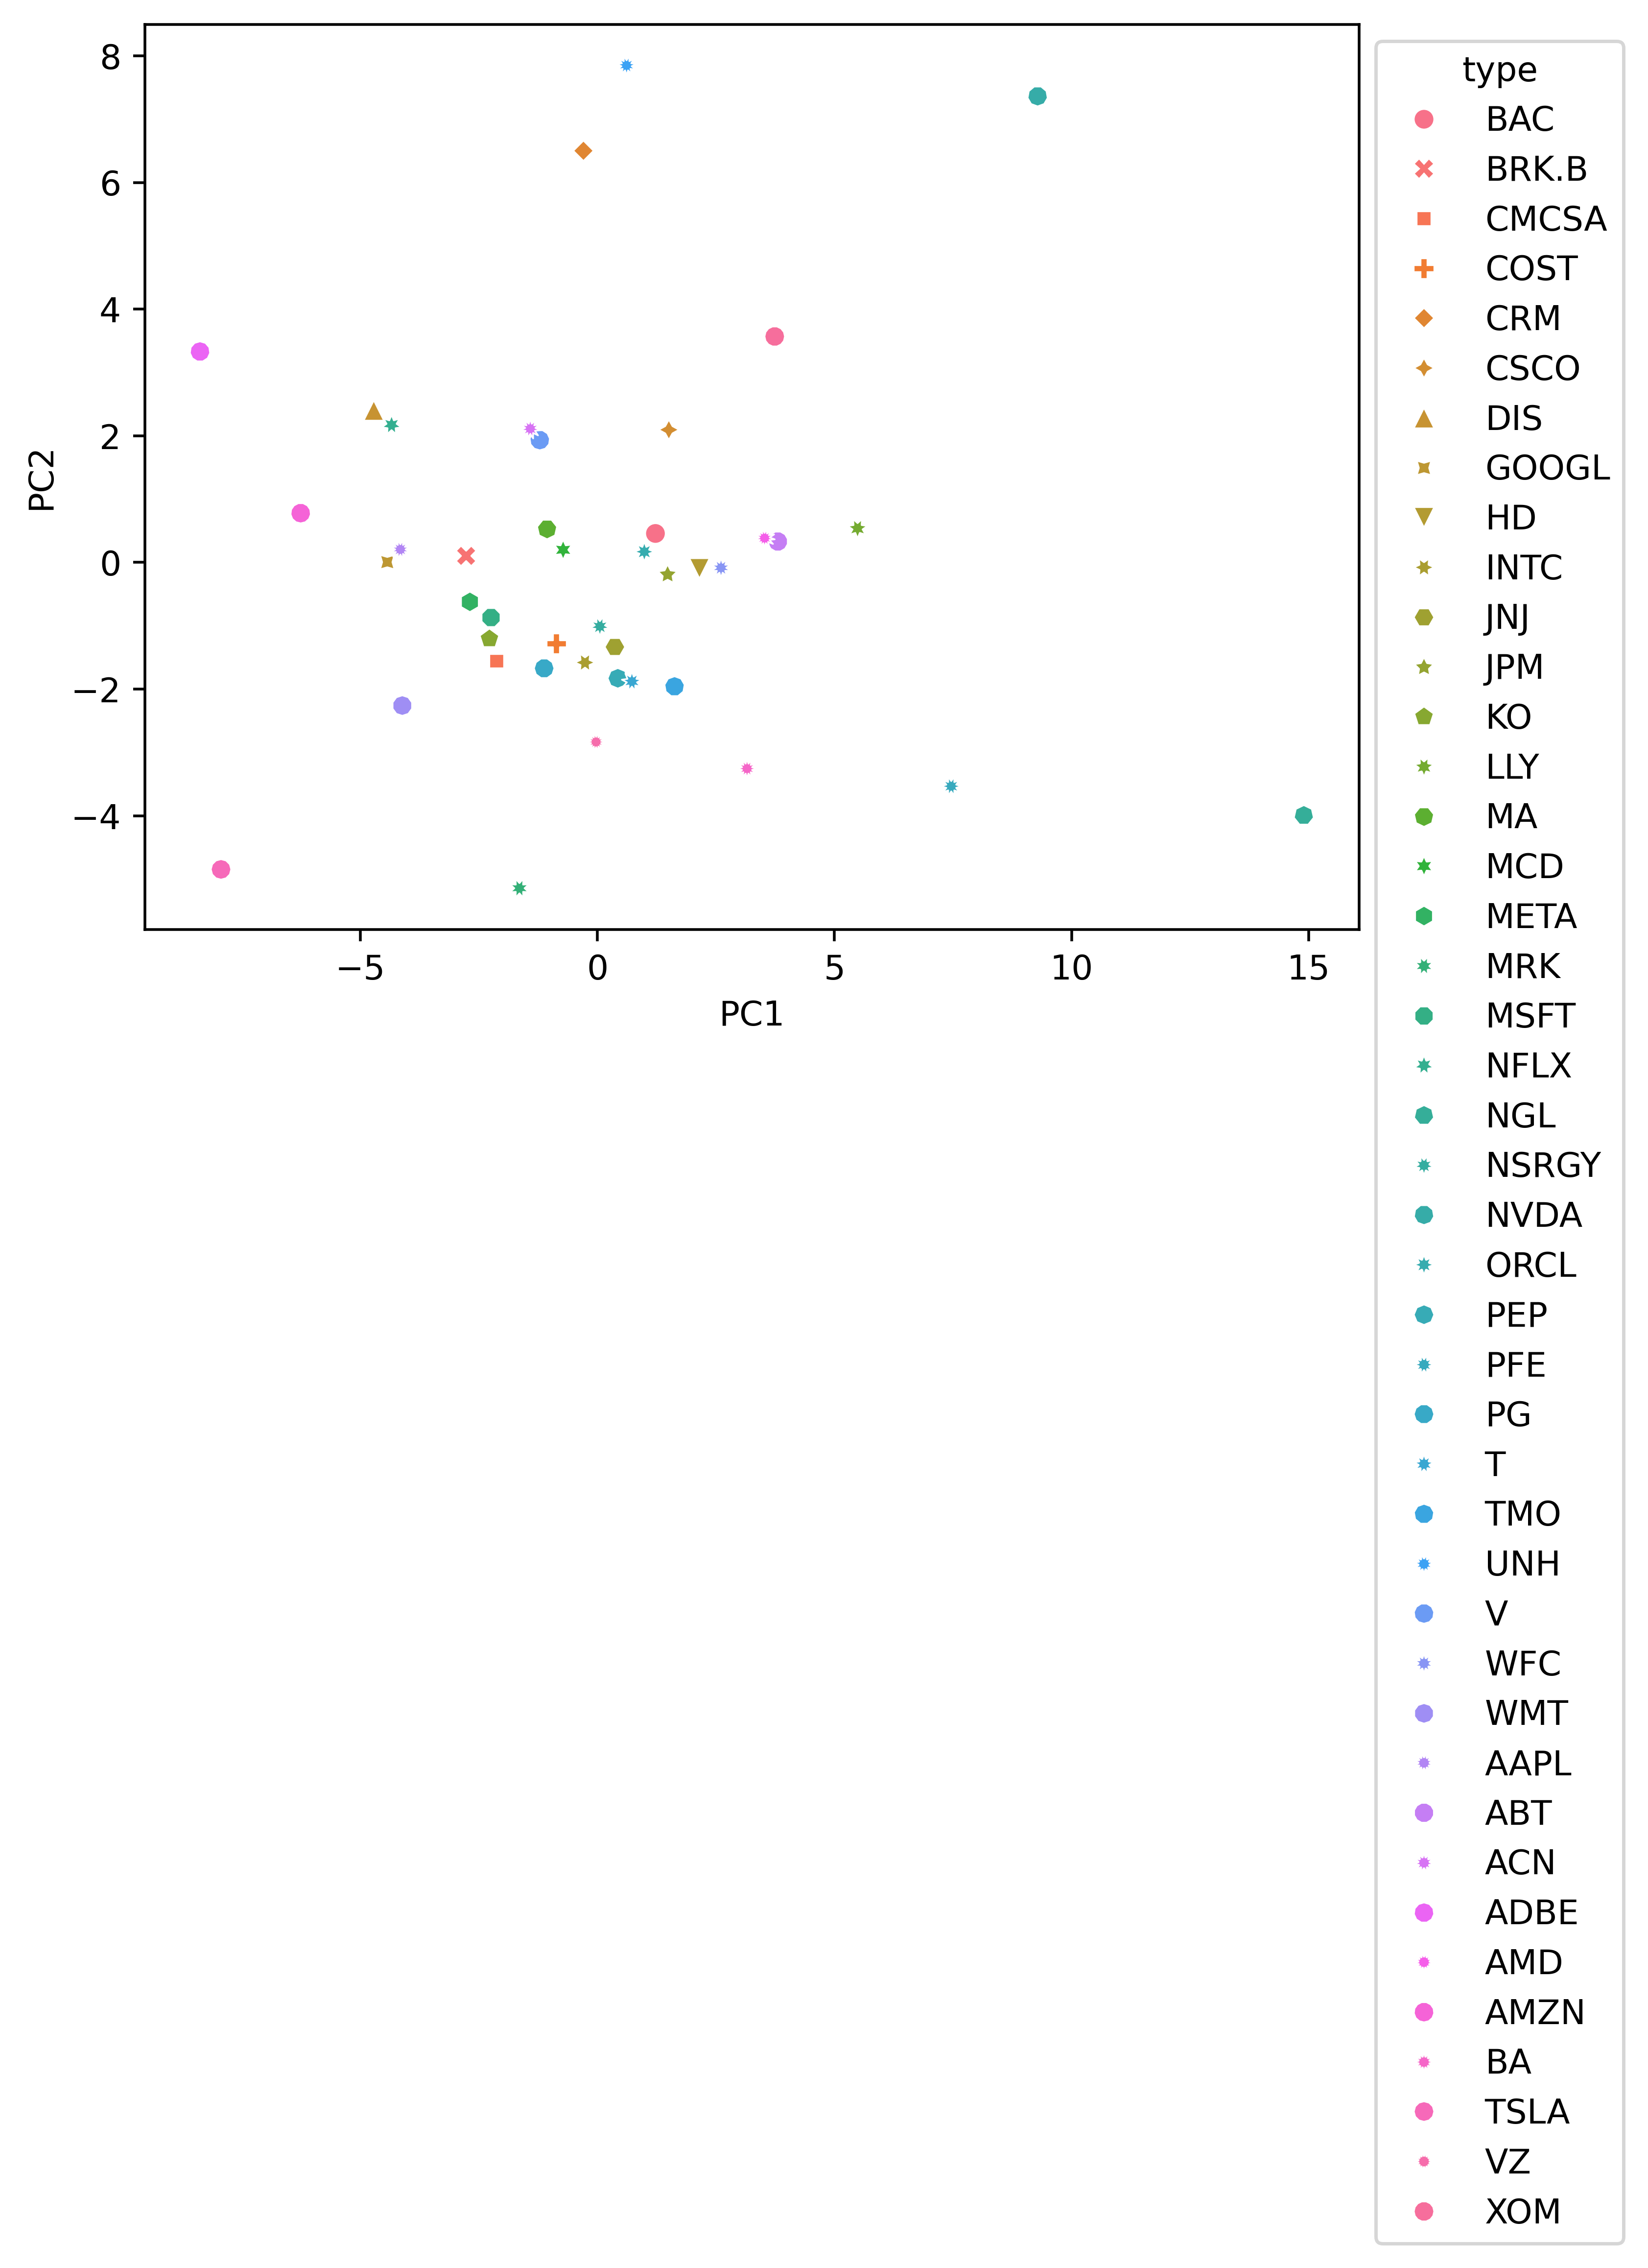 8
6
4
2
0
−2
−4
PC2
−5 0 5 10 15
PC1
type
BAC
BRK.B
CMCSA
COST
CRM
CSCO
DIS
GOOGL
HD
INTC
JNJ
JPM
KO
LLY
MA
MCD
META
MRK
MSFT
NFLX
NGL
NSRGY
NVDA
ORCL
PEP
PFE
PG
T
TMO
UNH
V
WFC
WMT
AAPL
ABT
ACN
ADBE
AMD
AMZN
BA
TSLA
VZ
XOM